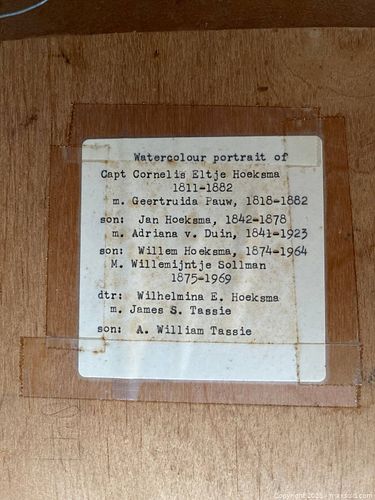 Watercolour portrait of
Capt Cornelis Eltje Hoeksma
1811-1882
m. Geertruida Pauw, 1818-1882
son: Jan Hoeksma, 1842-1878
m. Adriana v. Duin, 1841-1923
son: Willem Hoeksma, 1874-1964
M. Willemijntje Sollman
1875-1969
dtr: Wilhelmina E. Hoeksma
m. James S. Tassie
son: A. William Tassie